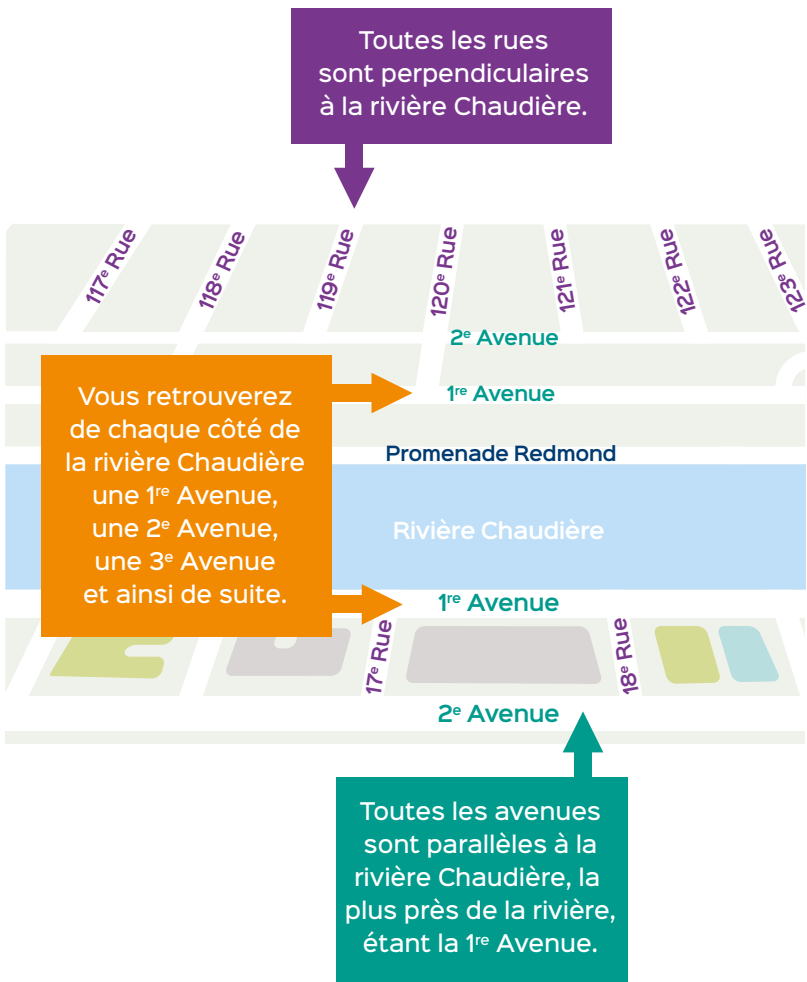 Toutes les rues
sont perpendiculaires
à la rivière Chaudière.
117e Rue
118e Rue
119e Rue
120e Rue
121e Rue
122e Rue
123e Rue
2e Avenue
1re Avenue
Vous retrouverez
de chaque côté de
la rivière Chaudière
une 1re Avenue,
une 2e Avenue,
une 3e Avenue
et ainsi de suite.
Promenade Redmond
Rivière Chaudière
1re Avenue
17e Rue
18e Rue
2e Avenue
Toutes les avenues
sont parallèles à la
rivière Chaudière, la
plus près de la rivière,
étant la 1re Avenue.